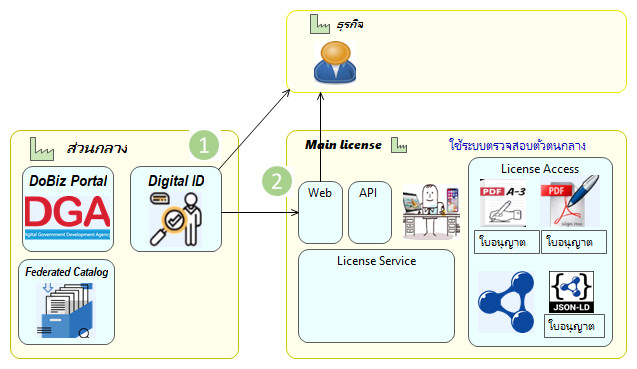 ธุรกิจ
1
ส่วนกลาง
DoBiz Portal
DGA
Digital Government Development Agency
Digital ID
Federated Catalog
2
Main license
ใช้ระบบตรวจสอบตัวตนกลาง
Web
API
License Service
License Access
PDF A-3
ใบอนุญาต
PDF
ใบอนุญาต
JSON-LD
ใบอนุญาต